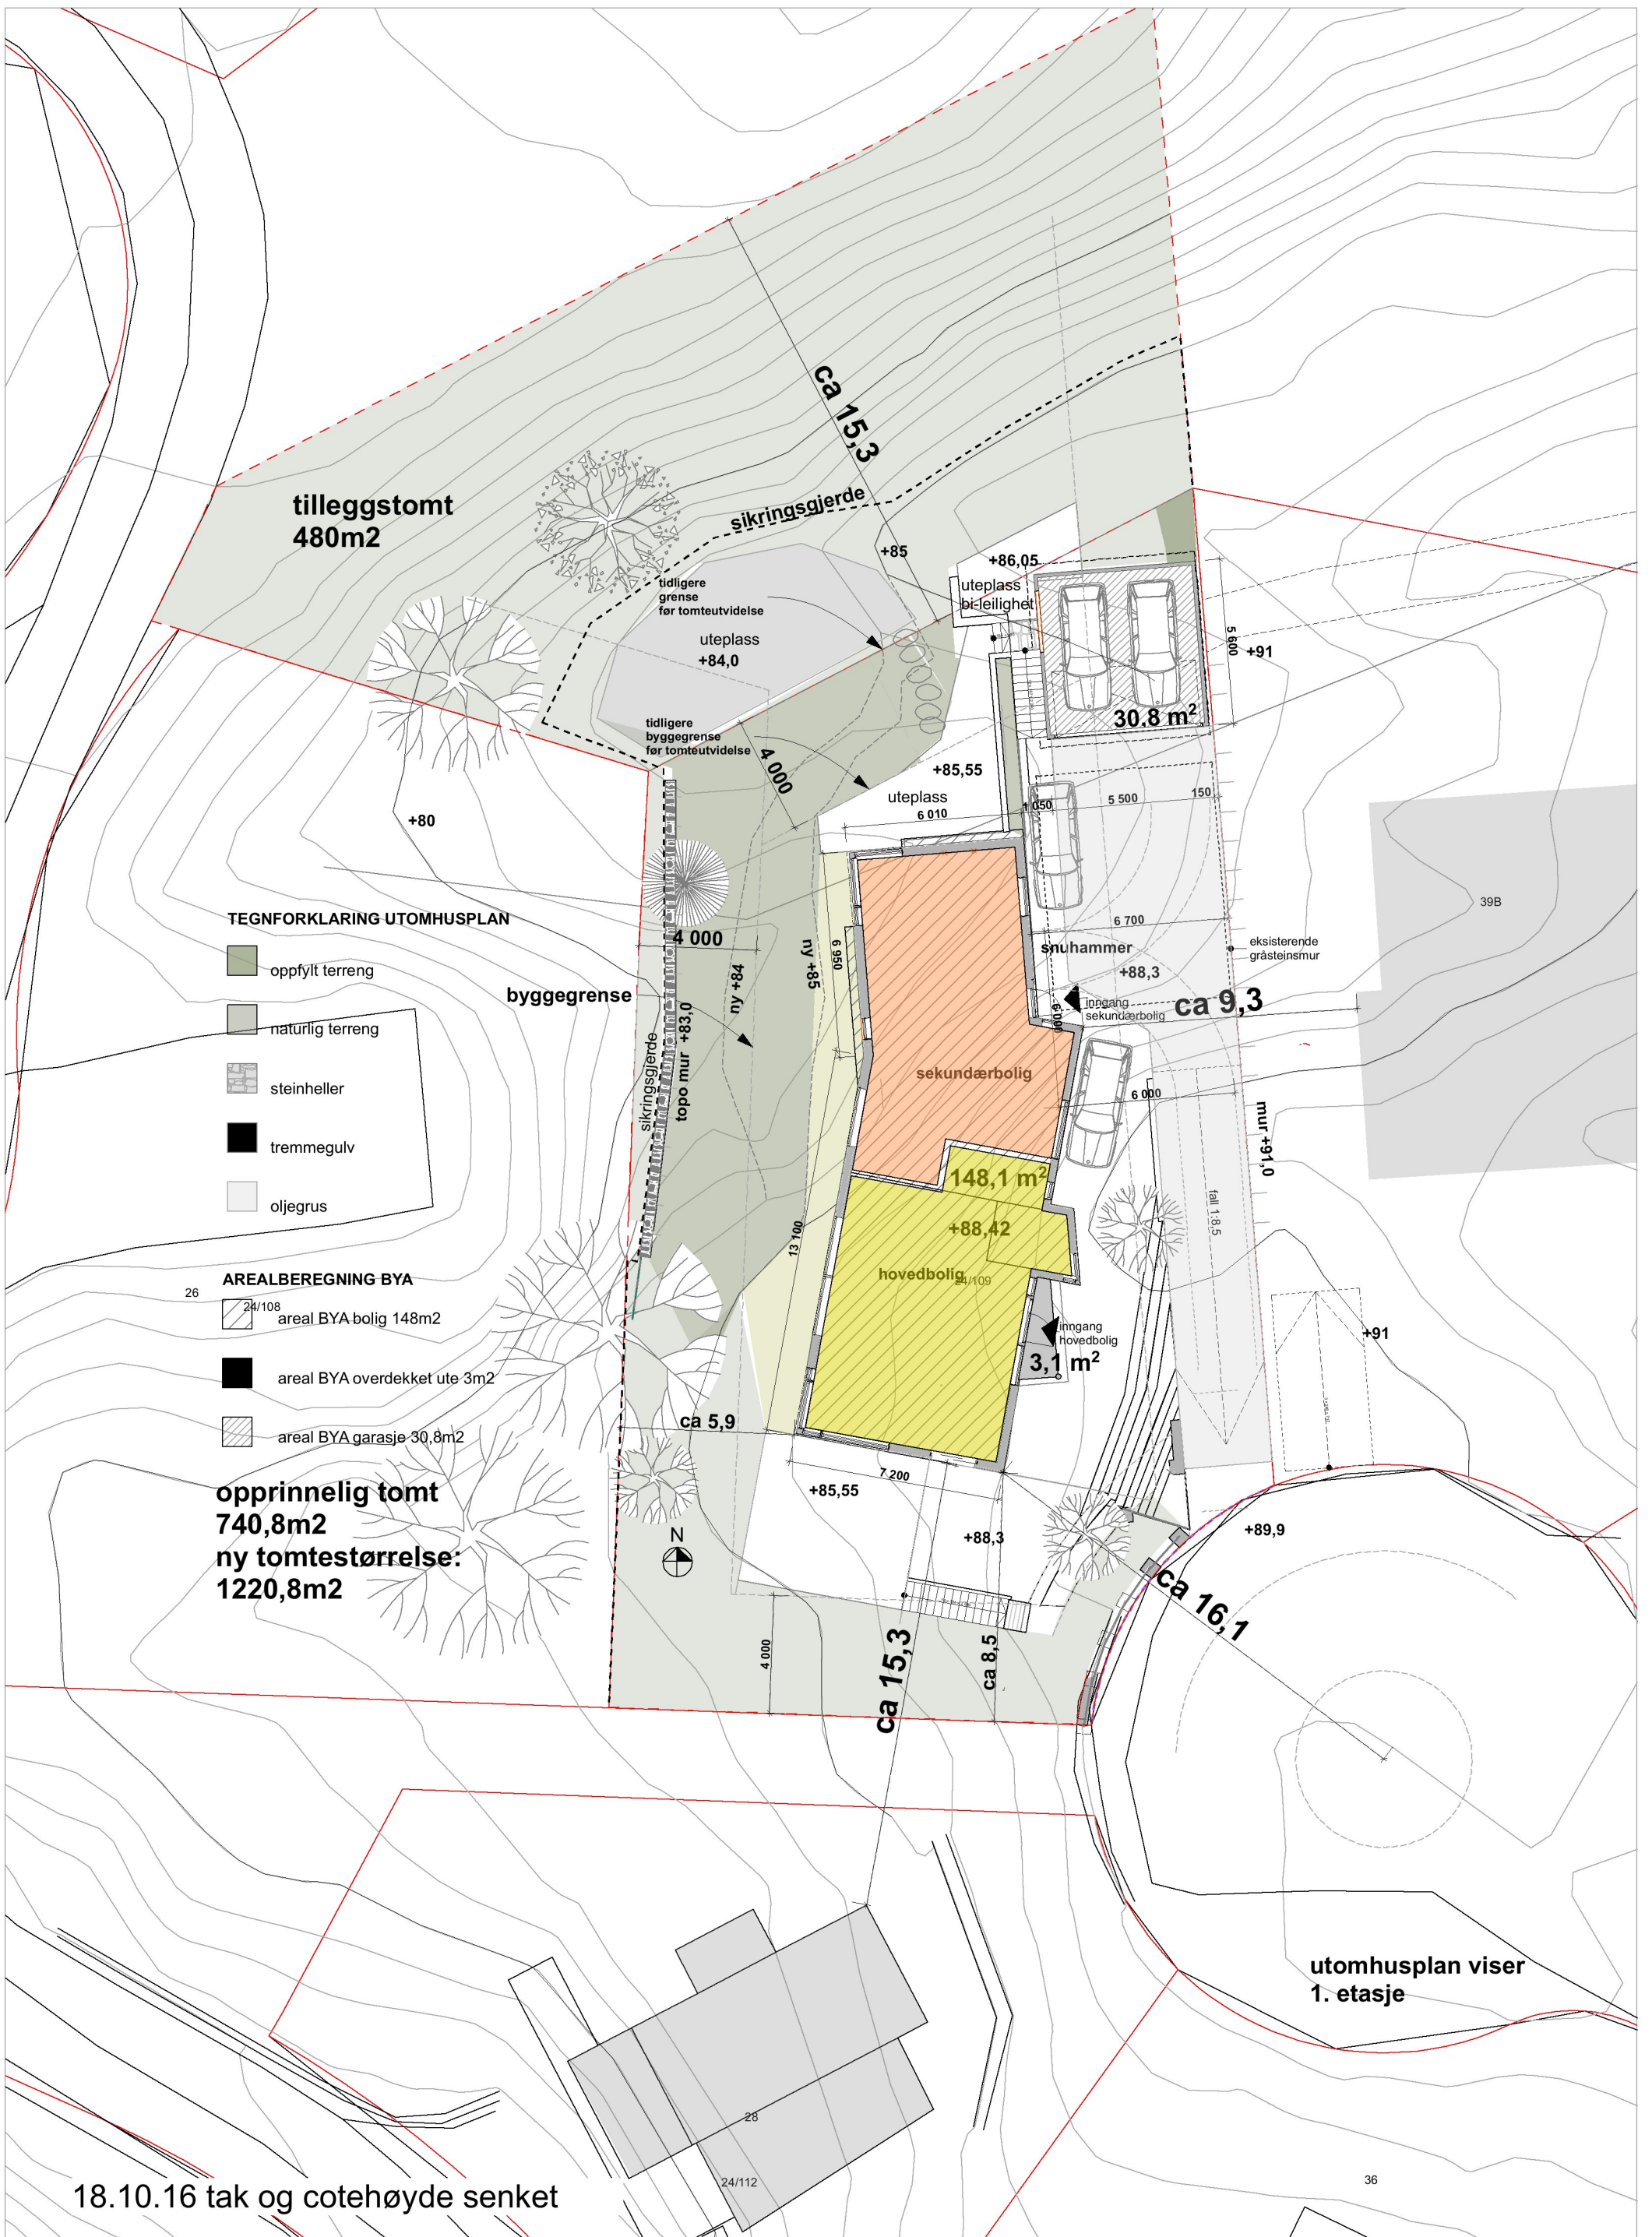 ca 15,3
tilleggstomt
480m2
sikringsgjerde
+85
+86,05
uteplass
bi-leilighet
tidligere
grense
før tomteutvidelse
uteplass
+84,0
5 600
+91
30,8 m²
tidligere
byggegrense
før tomteutvidelse
4 000
+85,55
uteplass
6 010
1 050
5 500
150
+80
39B
TEGNFORKLARING UTOMHUSPLAN
oppfylt terreng
naturlig terreng
steinheller
tremmegulv
oljegrus
4 000
byggegrense
ny +84
ny +85
6 950
sikringsgjerde
topo mur +83,0
6 700
snuhammer
+88,3
eksisterende
gråsteinsmur
inngang
sekundærbolig
6 000
ca 9,3
sekundærbolig
6 000
mur +91,0
148,1 m²
+88,42
fall 1:8,5
13 100
hovedbolig
24/109
inngang
hovedbolig
3,1 m²
+91
AREALBEREGNING BYA
26
24/108
areal BYA bolig 148m2
areal BYA overdekket ute 3m2
areal BYA garasje 30,8m2
ca 5,9
7 200
+85,55
+88,3
+89,9
opprinnelig tomt
740,8m2
ny tomtestørrelse:
1220,8m2
N
4 000
ca 15,3
ca 8,5
ca 16,1
utomhusplan viser
1. etasje
28
24/112
36
18.10.16 tak og cotehøyde senket